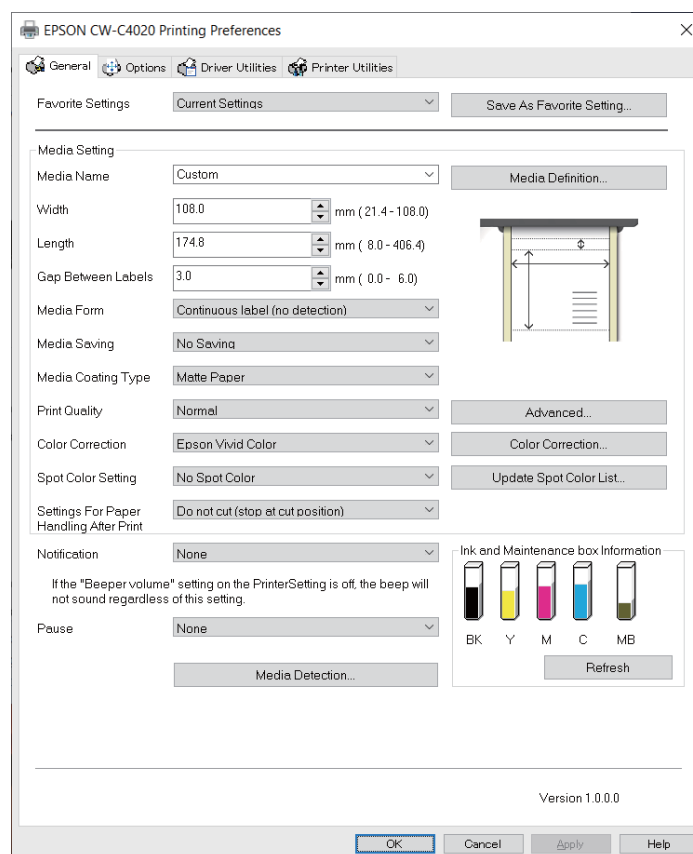 EPSON CW-C4020 Printing Preferences
General Options Driver Utilities Printer Utilities
Favorite Settings Current Settings Save As Favorite Setting...
Media Setting
Media Name Custom Media Definition...
Width 108.0 mm ( 21.4 - 108.0)
Length 174.8 mm ( 8.0 - 406.4)
Gap Between Labels 3.0 mm ( 0.0 - 6.0)
Media Form Continuous label (no detection)
Media Saving No Saving
Media Coating Type Matte Paper
Print Quality Normal Advanced...
Color Correction Epson Vivid Color Color Correction...
Spot Color Setting No Spot Color Update Spot Color List...
Settings For Paper Do not cut (stop at cut position)
Handling After Print
Notification None Ink and Maintenance box Information
If the "Beeper volume" setting on the PrinterSetting is off, the beep will
not sound regardless of this setting.
Pause None BK Y M C MB
Media Detection... Refresh
Version 1.0.0.0
OK Cancel Apply Help